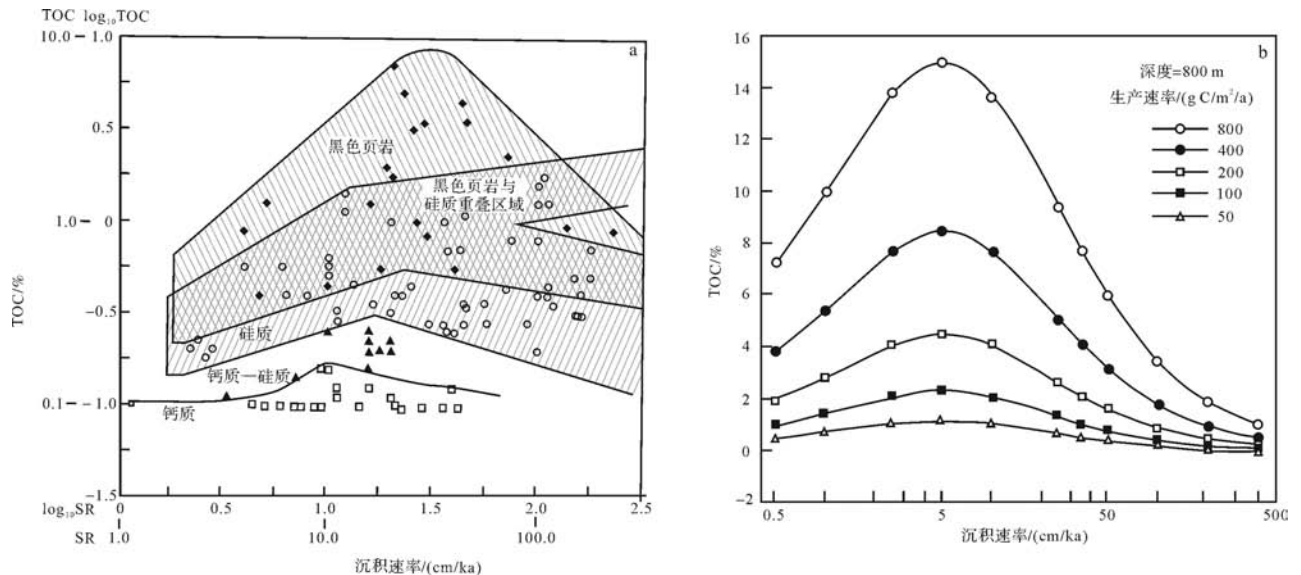 TOC log₁₀TOC
10.0 1.0
a
0.5
黑色页岩
黑色页岩与
硅质重叠区域
1.0 0
TOC/%
-0.5
硅质
钙质—硅质
0.1 -1.0
钙质
-1.5
log₁₀SR 0 0.5 1.0 1.5 2.0 2.5
SR 1.0 10.0 100.0
沉积速率/(cm/ka)
16
b
14
深度=800 m
生产速率/(g C/m²/a)
12
800
10
400
8
200
100
6
50
TOC/%
4
2
0
-2
0.5 5 50 500
沉积速率/(cm/ka)